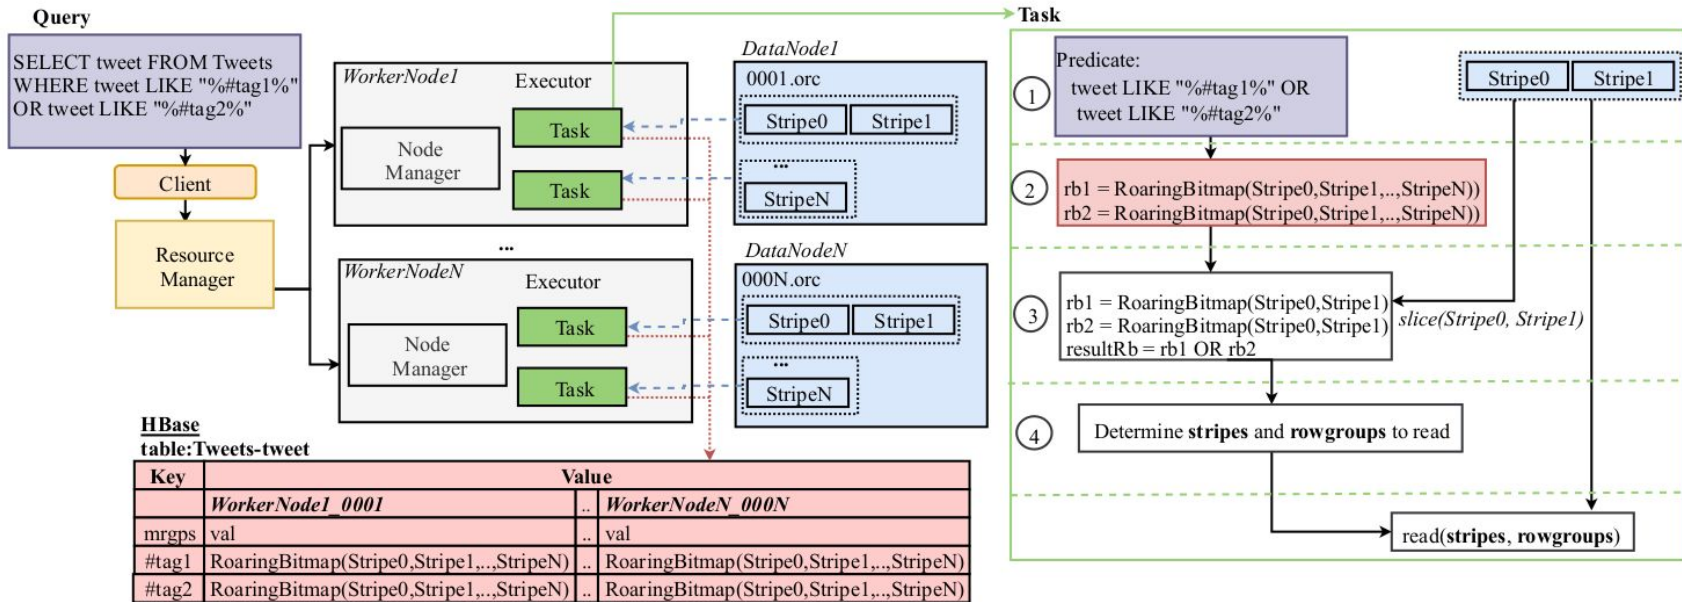 Query
SELECT tweet FROM Tweets
WHERE tweet LIKE "%#tag1%"
OR tweet LIKE "%#tag2%"
Client
Resource
Manager
WorkerNode1
Executor
Node
Manager
Task
Task
...
WorkerNodeN
Executor
Node
Manager
Task
Task
DataNode1
0001.orc
Stripe0 Stripe1
...
StripeN
DataNodeN
000N.orc
Stripe0 Stripe1
...
StripeN
HBase
table:Tweets-tweet
Key Value
WorkerNode1_0001 .. WorkerNodeN_000N
mrgps val .. val
#tag1 RoaringBitmap(Stripe0,Stripe1,..,StripeN) .. RoaringBitmap(Stripe0,Stripe1,..,StripeN)
#tag2 RoaringBitmap(Stripe0,Stripe1,..,StripeN) .. RoaringBitmap(Stripe0,Stripe1,..,StripeN)
Task
1
Predicate:
tweet LIKE "%#tag1%" OR
tweet LIKE "%#tag2%"
Stripe0 Stripe1
2
rb1 = RoaringBitmap(Stripe0,Stripe1,..,StripeN))
rb2 = RoaringBitmap(Stripe0,Stripe1,..,StripeN))
3
rb1 = RoaringBitmap(Stripe0,Stripe1)
rb2 = RoaringBitmap(Stripe0,Stripe1)
resultRb = rb1 OR rb2
slice(Stripe0, Stripe1)
4
Determine stripes and rowgroups to read
read(stripes, rowgroups)